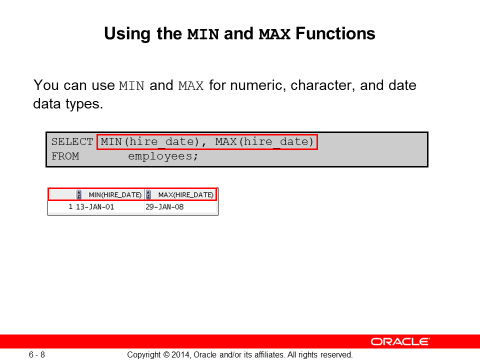 Using the MIN and MAX Functions
You can use MIN and MAX for numeric, character, and date
data types.
SELECT MIN(hire_date), MAX(hire_date)
FROM employees;
MIN(HIRE_DATE) MAX(HIRE_DATE)
1 13-JAN-01 29-JAN-08
ORACLE
6 - 8 Copyright © 2014, Oracle and/or its affiliates. All rights reserved.